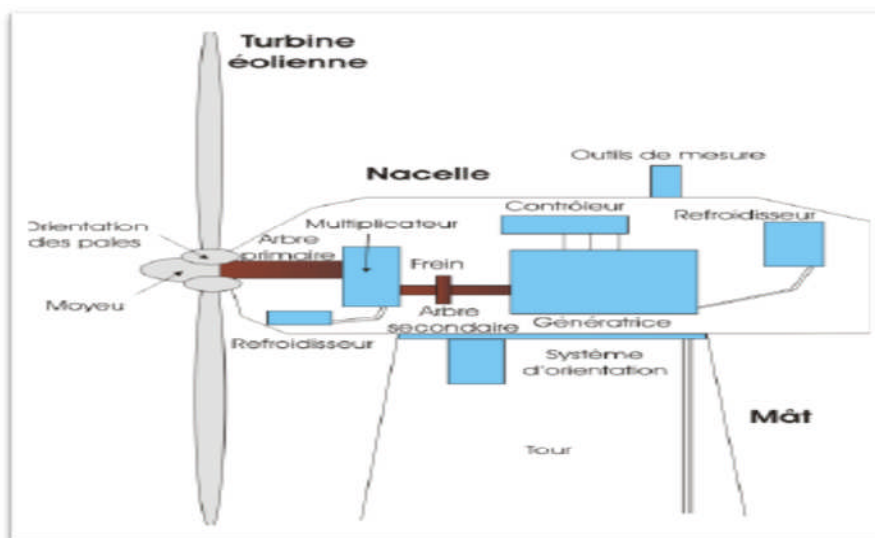 Turbine
éolienne
Outils de mesure
Nacelle
Contrôleur
Refroidisseur
Orientation
des pales
Multiplicateur
Arbre
primaire
Frein
Moyeu
Arbre
secondaire
Génératrice
Refroidisseur
Système
d'orientation
Mât
Tour